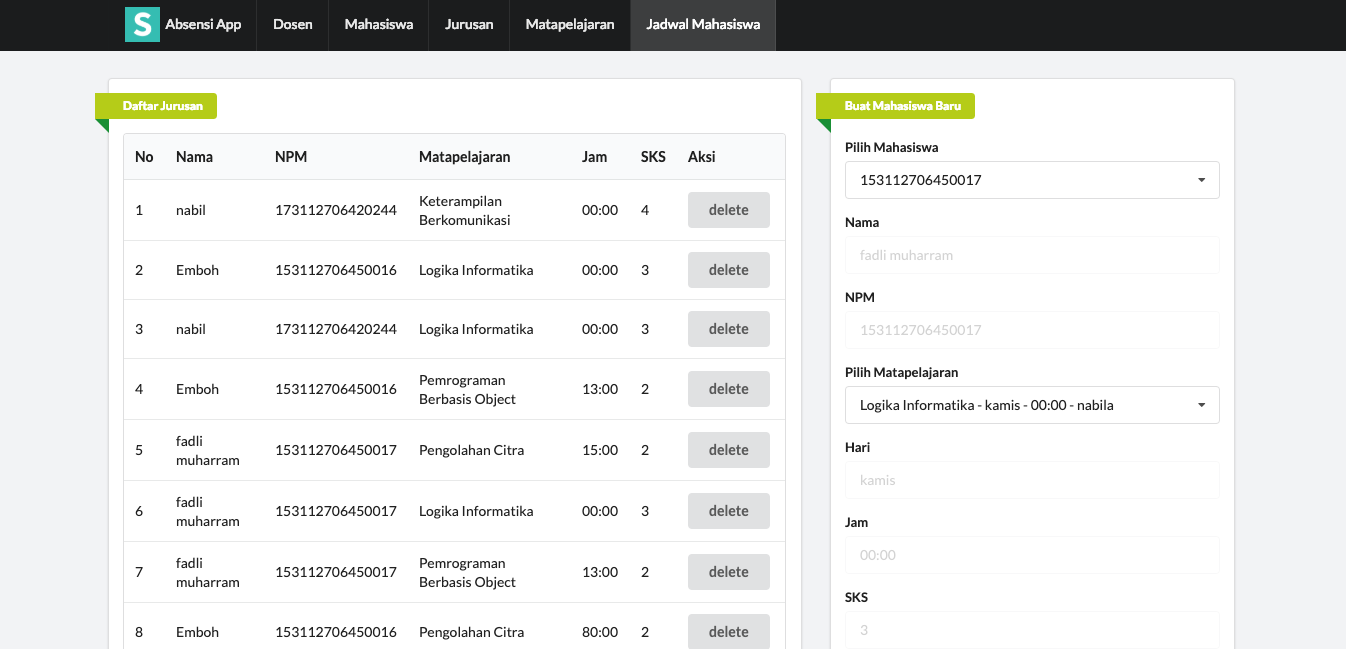 S Absensi App Dosen Mahasiswa Jurusan Matapelajaran Jadwal Mahasiswa
Daftar Jurusan
No Nama NPM Matapelajaran Jam SKS Aksi
1 nabil 173112706420244 Keterampilan Berkomunikasi 00:00 4 delete
2 Emboh 153112706450016 Logika Informatika 00:00 3 delete
3 nabil 173112706420244 Logika Informatika 00:00 3 delete
4 Emboh 153112706450016 Pemrograman Berbasis Object 13:00 2 delete
5 fadli muharram 153112706450017 Pengolahan Citra 15:00 2 delete
6 fadli muharram 153112706450017 Logika Informatika 00:00 3 delete
7 fadli muharram 153112706450017 Pemrograman Berbasis Object 13:00 2 delete
8 Emboh 153112706450016 Pengolahan Citra 80:00 2 delete
Buat Mahasiswa Baru
Pilih Mahasiswa
153112706450017
Nama
fadli muharram
NPM
153112706450017
Pilih Matapelajaran
Logika Informatika - kamis - 00:00 - nabila
Hari
kamis
Jam
00:00
SKS
3